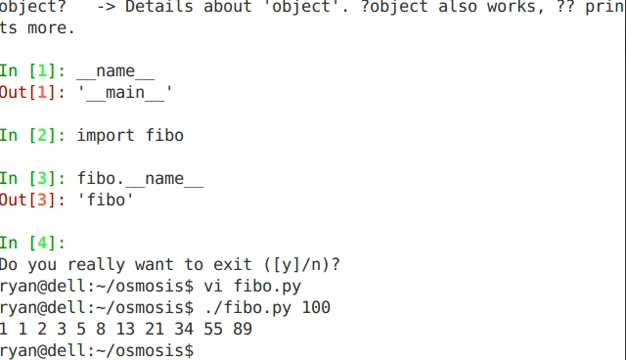 object?   -> Details about 'object'. ?object also works, ?? prin
ts more.
In [1]: __name__
Out[1]: '__main__'
In [2]: import fibo
In [3]: fibo.__name__
Out[3]: 'fibo'
In [4]:
Do you really want to exit ([y]/n)?
ryan@dell:~/osmosis$ vi fibo.py
ryan@dell:~/osmosis$ ./fibo.py 100
1 1 2 3 5 8 13 21 34 55 89
ryan@dell:~/osmosis$